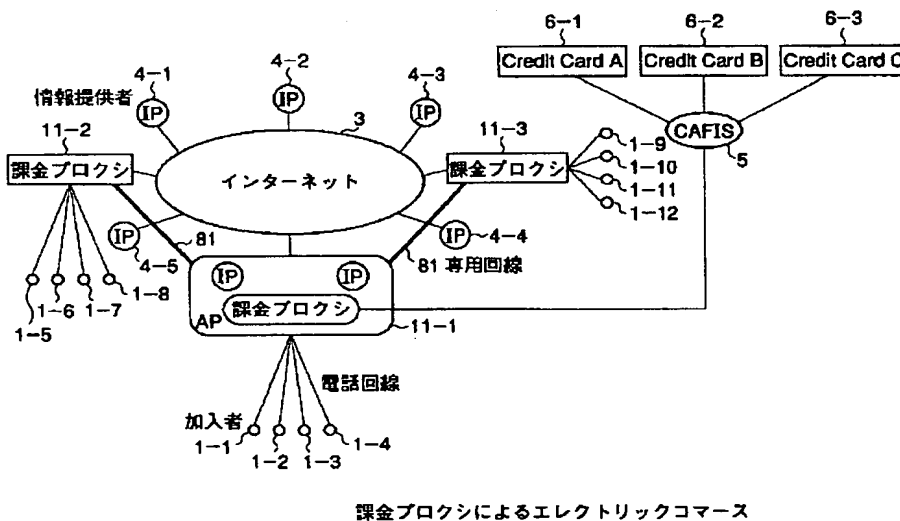 6-1
6-2
6-3
Credit Card A
Credit Card B
Credit Card C
4-1
4-2
4-3
情報提供者
IP
IP
IP
3
CAFIS
5
11-2
11-3
課金プロクシ
課金プロクシ
インターネット
1-9
1-10
1-11
1-12
IP
4-5
81
IP
4-4
81 専用回線
1-5
1-6
1-7
1-8
IP
IP
AP
課金プロクシ
11-1
電話回線
加入者
1-1
1-2
1-3
1-4
課金プロクシによるエレクトリックコマース